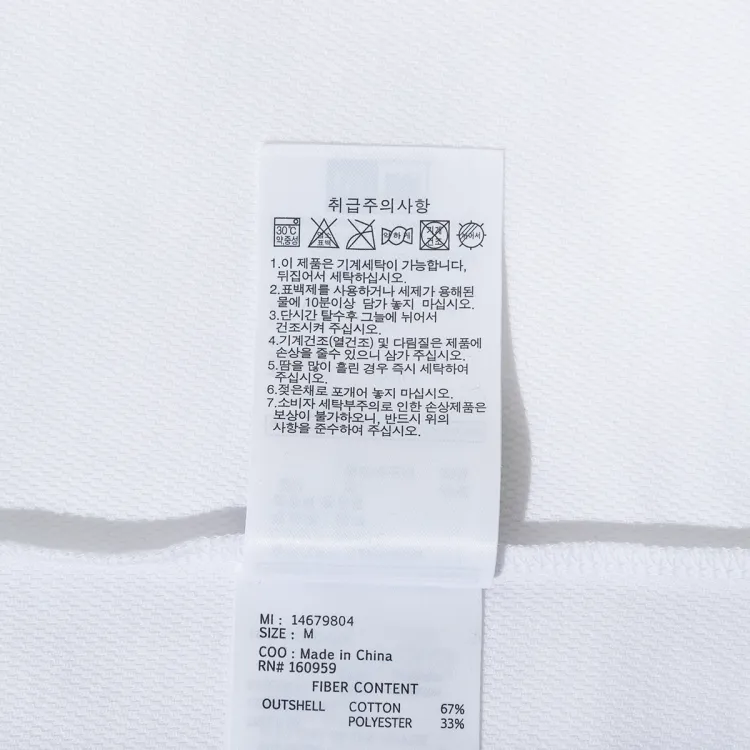 취급주의사항
30℃
약중성
염소
표백
약하게
기계
건조
드라이
1.이 제품은 기계세탁이 가능합니다,
뒤집어서 세탁하십시오.
2.표백제를 사용하거나 세제가 용해된
물에 10분이상 담가 놓지 마십시오.
3.단시간 탈수후 그늘에 뉘어서
건조시켜 주십시오.
4.기계건조(열건조) 및 다림질은 제품에
손상을 줄수 있으니 삼가 주십시오.
5.땀을 많이 흘린 경우 즉시 세탁하여
주십시오.
6.젖은채로 포개어 놓지 마십시오.
7.소비자 세탁부주의로 인한 손상제품은
보상이 불가하오니, 반드시 위의
사항을 준수하여 주십시오.
MI : 14679804
SIZE : M
COO : Made in China
RN# 160959
FIBER CONTENT
OUTSHELL COTTON 67%
POLYESTER 33%